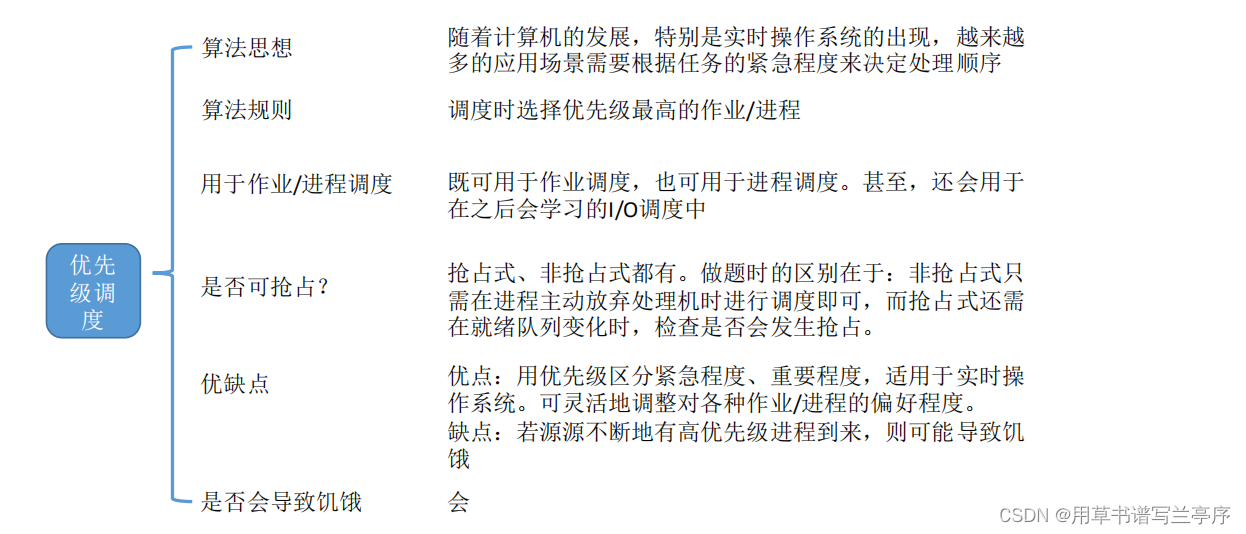 算法思想
随着计算机的发展，特别是实时操作系统的出现，越来越
多的应用场景需要根据任务的紧急程度来决定处理顺序
算法规则
调度时选择优先级最高的作业/进程
用于作业/进程调度
既可用于作业调度，也可用于进程调度。甚至，还会用于
在之后会学习的I/O调度中
优先
级调
度
是否可抢占？
抢占式、非抢占式都有。做题时的区别在于：非抢占式只
需在进程主动放弃处理机时进行调度即可，而抢占式还需
在就绪队列变化时，检查是否会发生抢占。
优缺点
优点：用优先级区分紧急程度、重要程度，适用于实时操
作系统。可灵活地调整对各种作业/进程的偏好程度。
缺点：若源源不断地有高优先级进程到来，则可能导致饥
饿
是否会导致饥饿
会
CSDN @用草书谱写兰亭序